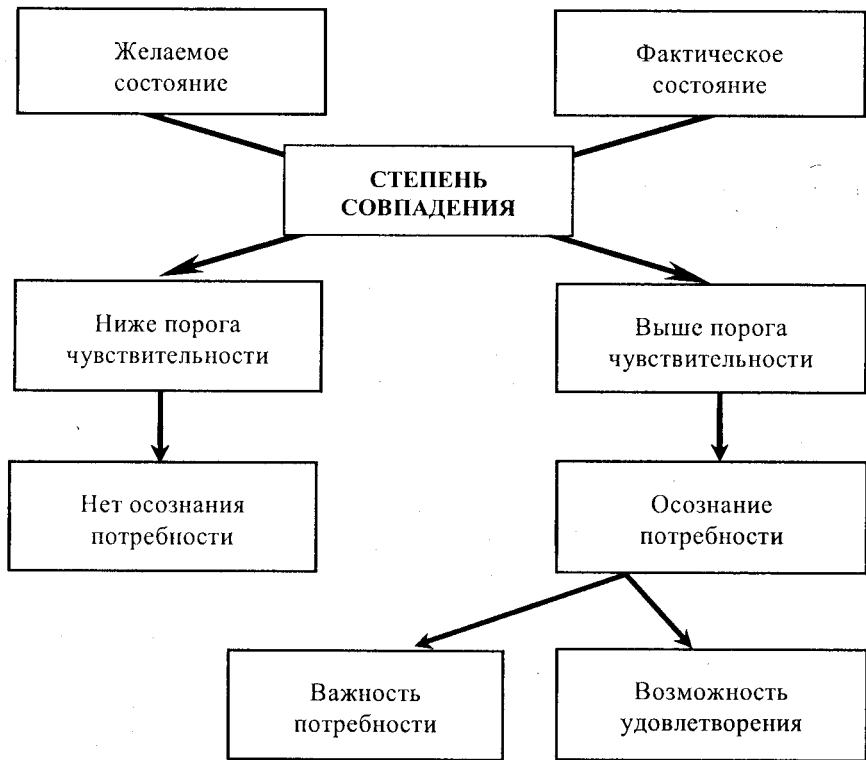 Желаемое
состояние
Фактическое
состояние
СТЕПЕНЬ
СОВПАДЕНИЯ
Ниже порога
чувствительности
Выше порога
чувствительности
Нет осознания
потребности
Осознание
потребности
Важность
потребности
Возможность
удовлетворения